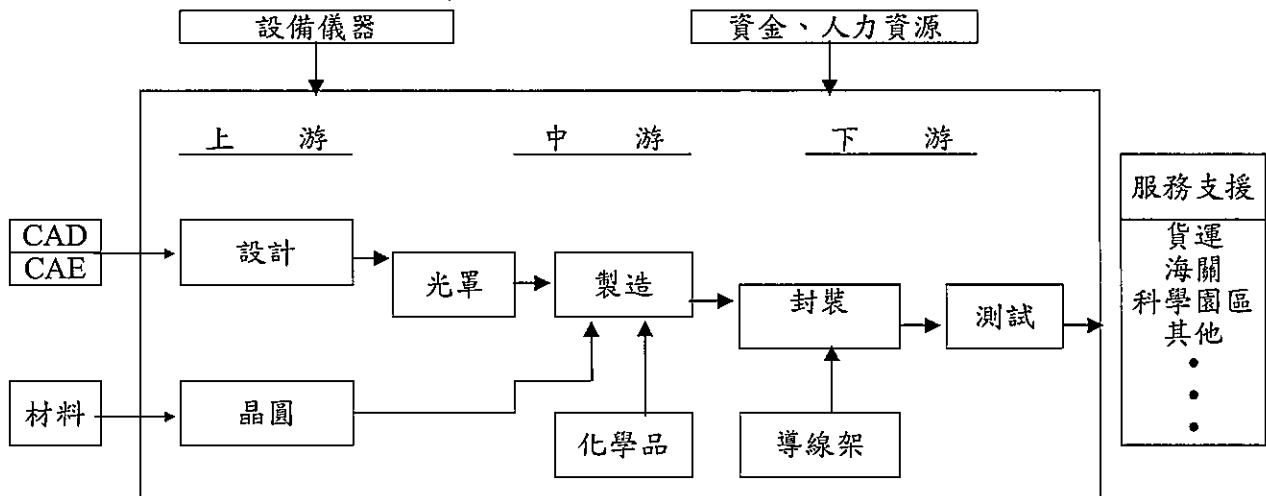 設備儀器
資金、人力資源
上 游
中 游
下 游
服務支援
貨運
海關
科學園區
其他
•
•
•
CAD
CAE
設計
光罩
製造
封裝
測試
材料
晶圓
化學品
導線架